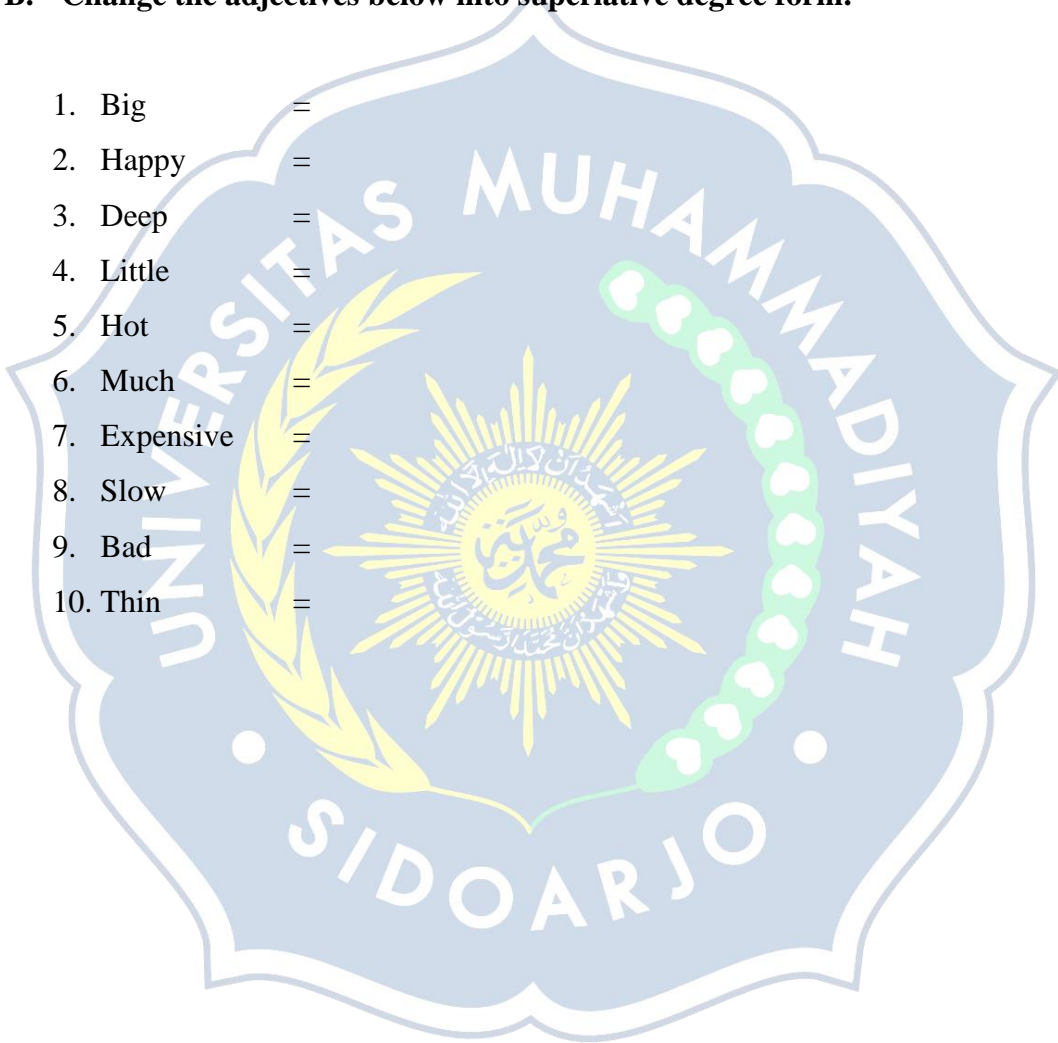 B. Change the adjectives below into superlative degree form!
1. Big =
2. Happy =
3. Deep =
4. Little =
5. Hot =
6. Much =
7. Expensive =
8. Slow =
9. Bad =
10. Thin =
UNIVERSITAS MUHAMMADIYAH
SIDOARJO
محمد